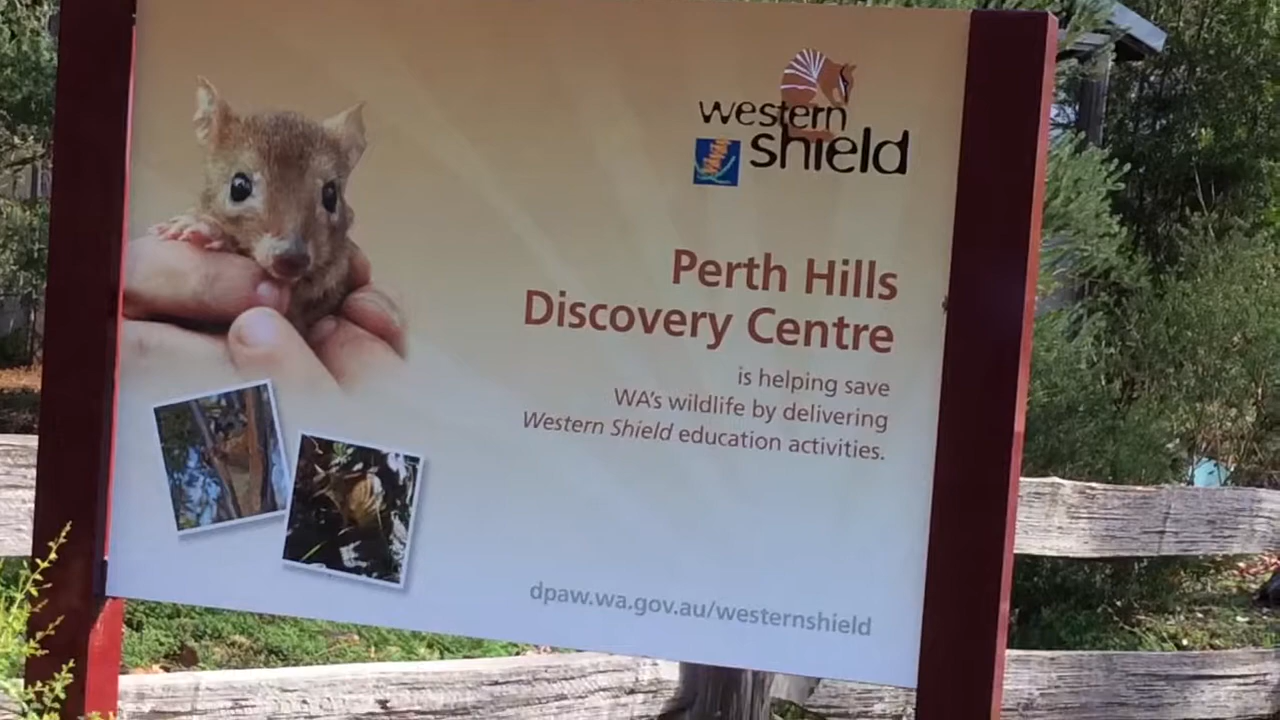 western
shield
Perth Hills
Discovery Centre
is helping save
WA's wildlife by delivering
Western Shield education activities.
dpaw.wa.gov.au/westernshield